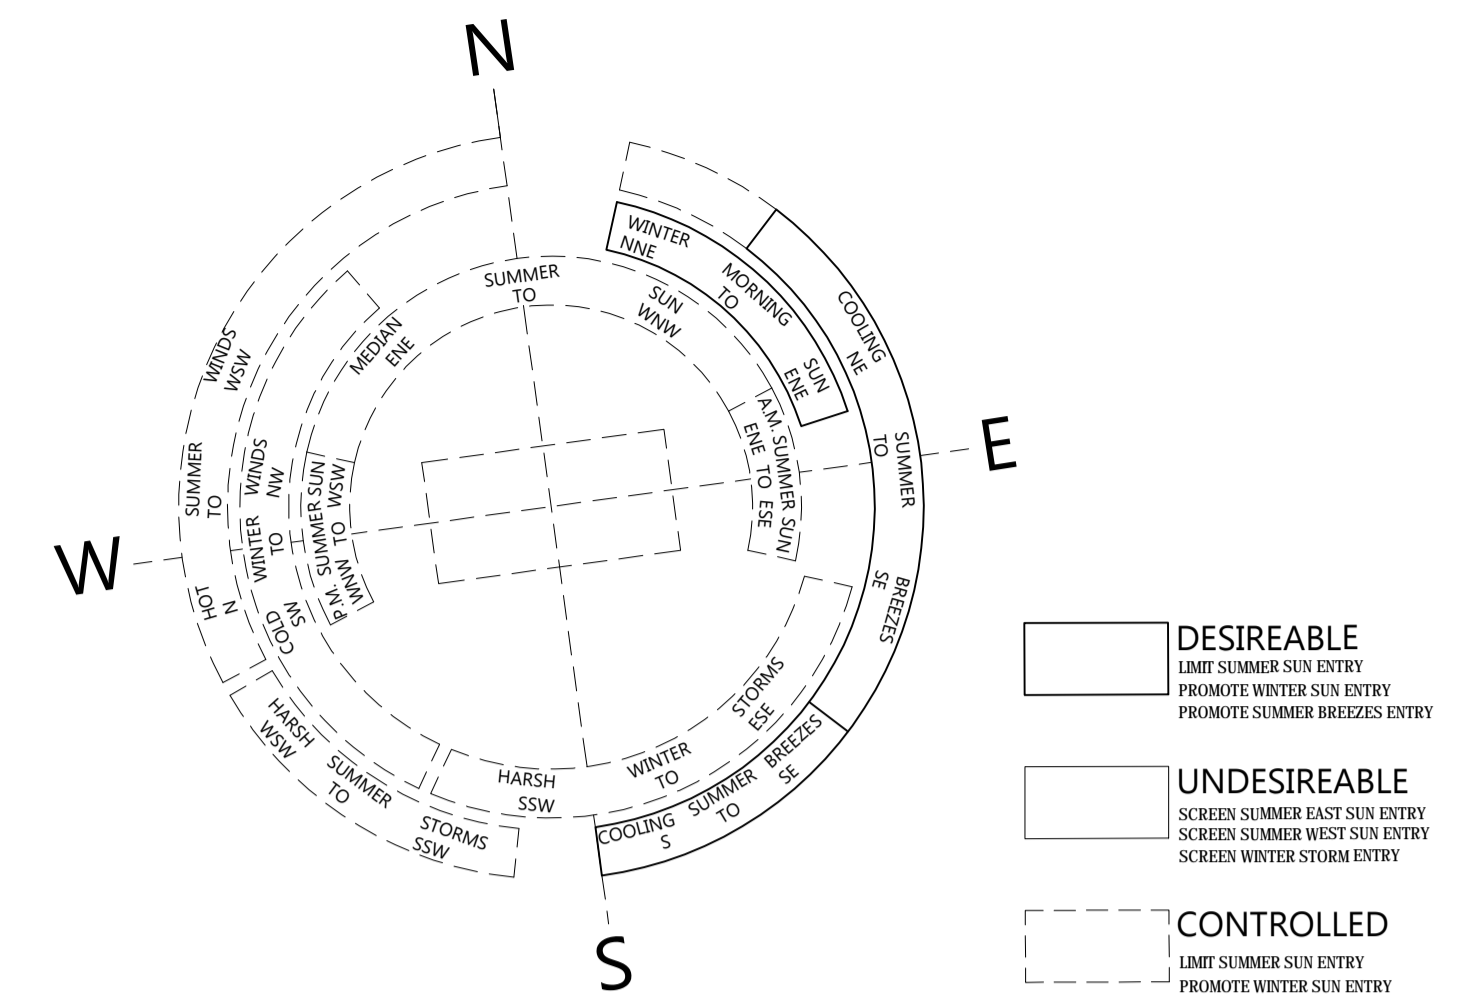 N
SUMMER
TO
SUN
WNW
MEDIAN
ENE
WINTER
NNE
MORNING
TO
SUN
ENE
COOLING
NE
SUMMER
TO
BREEZES
SE
E
A.M. SUMMER SUN
ENE TO ESE
WINDS
WSW
SUMMER
TO
HOT
N
WINDS
NW
WINTER
TO
COLD
SW
P.M. SUMMER SUN
WNW TO WSW
W
HARSH
WSW
SUMMER
TO
STORMS
SSW
HARSH
SSW
WINTER
TO
STORMS
ESE
COOLING
S
SUMMER
TO
BREEZES
SE
S
DESIREABLE
LIMIT SUMMER SUN ENTRY
PROMOTE WINTER SUN ENTRY
PROMOTE SUMMER BREEZES ENTRY
UNDESIREABLE
SCREEN SUMMER EAST SUN ENTRY
SCREEN SUMMER WEST SUN ENTRY
SCREEN WINTER STORM ENTRY
CONTROLLED
LIMIT SUMMER SUN ENTRY
PROMOTE WINTER SUN ENTRY